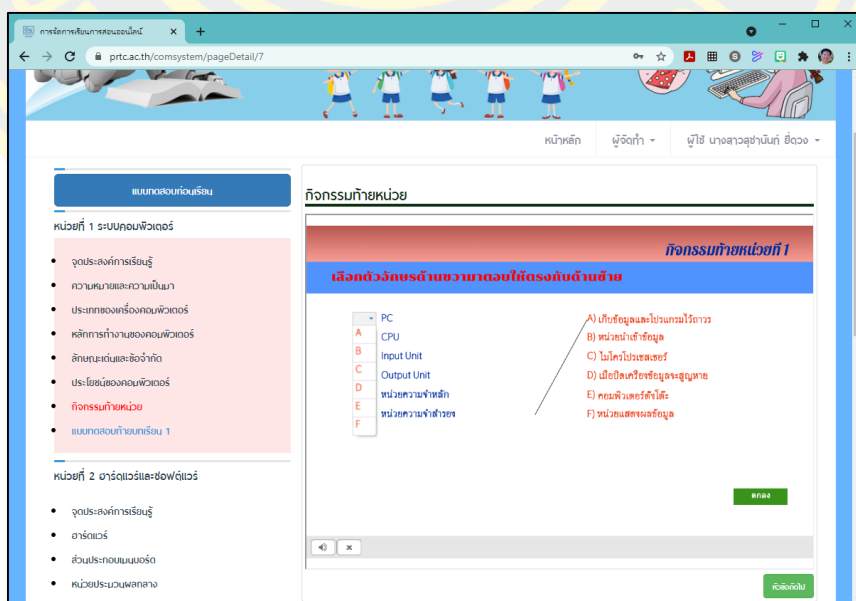 การจัดการเรียนการสอนออนไลน์
prtc.ac.th/comsystem/pageDetail/7
หน้าหลัก ผู้จัดทำ ผู้ใช้ นางสาวสุชานันท์ ยี่ดวง
แบบทดสอบก่อนเรียน
หน่วยที่ 1 ระบบคอมพิวเตอร์
จุดประสงค์การเรียนรู้
ความหมายและความเป็นมา
ประเภทของเครื่องคอมพิวเตอร์
หลักการทำงานของคอมพิวเตอร์
ลักษณะเด่นและข้อจำกัด
ประโยชน์ของคอมพิวเตอร์
กิจกรรมท้ายหน่วย
แบบทดสอบท้ายบทเรียน 1
หน่วยที่ 2 ฮาร์ดแวร์และซอฟต์แวร์
จุดประสงค์การเรียนรู้
ฮาร์ดแวร์
ส่วนประกอบเมนบอร์ด
หน่วยประมวนผลกลาง
กิจกรรมท้ายหน่วย
กิจกรรมท้ายหน่วยที่ 1
เลือกตัวอักษรด้านขวามาตอบให้ตรงกับด้านซ้าย
PC
CPU
Input Unit
Output Unit
หน่วยความจำหลัก
หน่วยความจำสำรอง
A
B
C
D
E
F
A) เก็บข้อมูลและโปรแกรมไว้ถาวร
B) หน่วยนำเข้าข้อมูล
C) ไมโครโปรเซสเซอร์
D) เมื่อปิดเครื่องข้อมูลจะสูญหาย
E) คอมพิวเตอร์ตั้งโต๊ะ
F) หน่วยแสดงผลข้อมูล
ตกลง
หัวข้อถัดไป